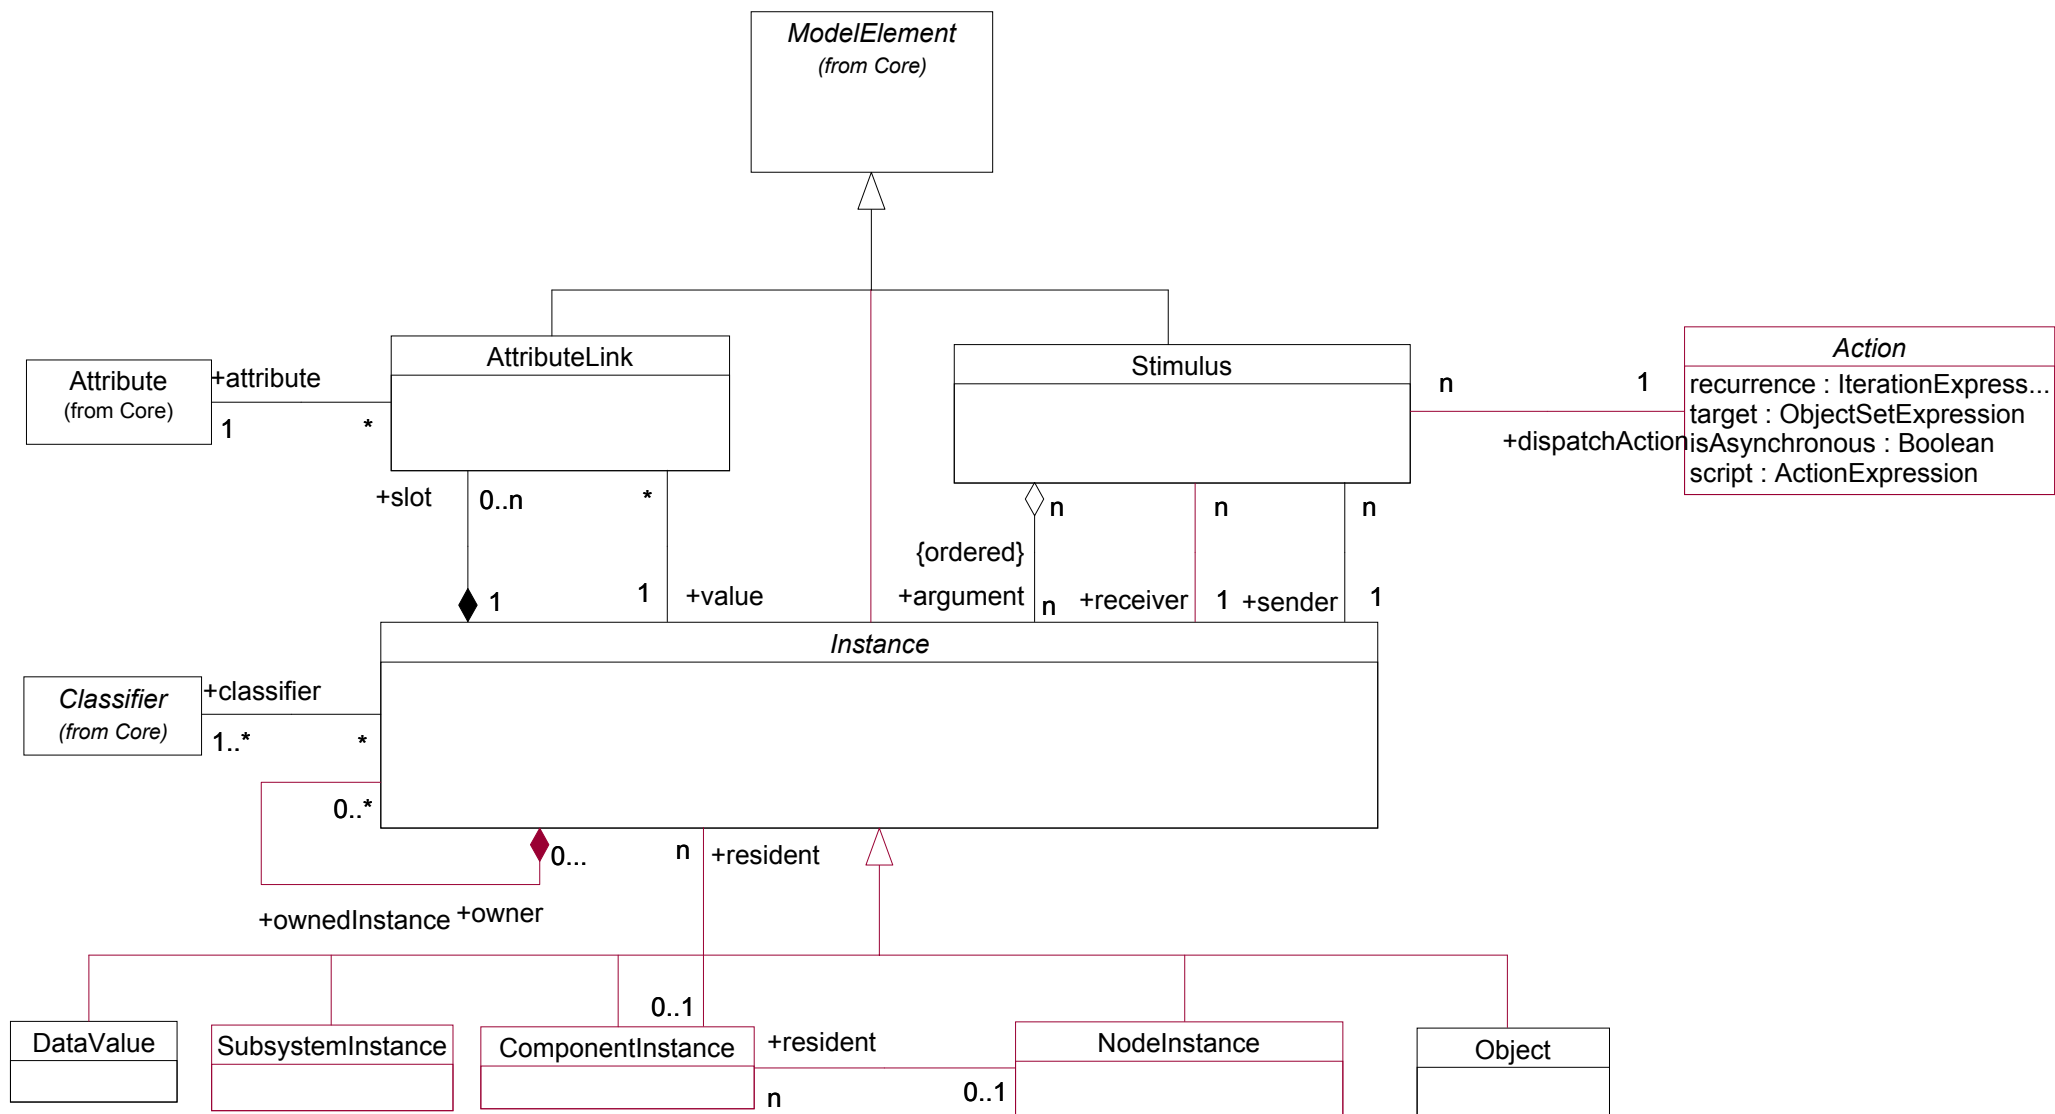 ModelElement
(from Core)
AttributeLink
Attribute
(from Core)
+attribute
1
*
Stimulus
n
1
+dispatchAction
Action
recurrence : IterationExpress...
target : ObjectSetExpression
isAsynchronous : Boolean
script : ActionExpression
+slot
0..n
*
n
n
n
{ordered}
1
1
+value
+argument
n
+receiver
1
+sender
1
Instance
Classifier
(from Core)
+classifier
1..*
*
0..*
0...
n
+resident
+ownedInstance
+owner
0..1
DataValue
SubsystemInstance
ComponentInstance
+resident
n
0..1
NodeInstance
Object